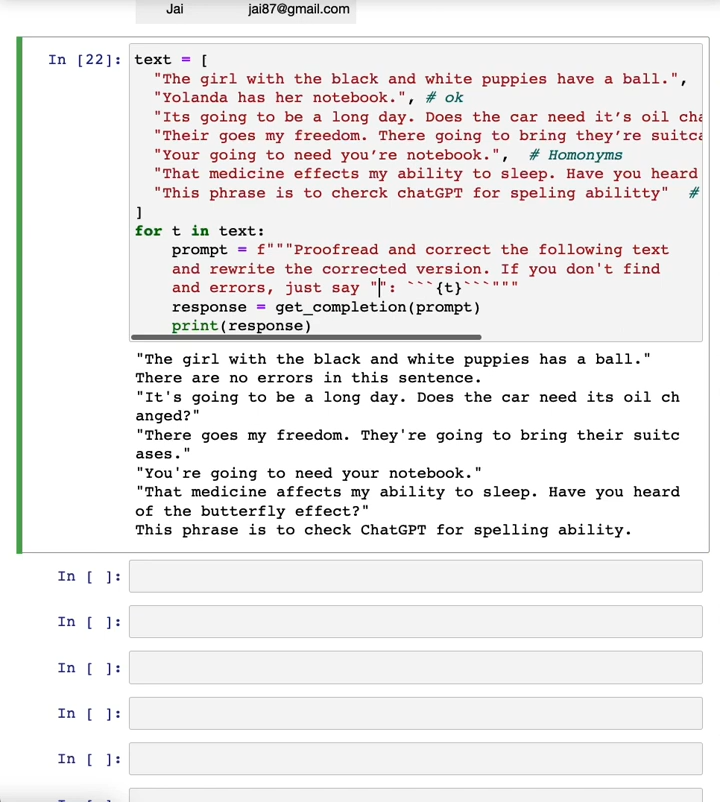 Jai jai87@gmail.com
In [22]: text = [
"The girl with the black and white puppies have a ball.",
"Yolanda has her notebook.", # ok
"Its going to be a long day. Does the car need it’s oil cha
"Their goes my freedom. There going to bring they’re suitca
"Your going to need you’re notebook.", # Homonyms
"That medicine effects my ability to sleep. Have you heard
"This phrase is to cherck chatGPT for speling abilitty" #
]
for t in text:
prompt = f"""Proofread and correct the following text
and rewrite the corrected version. If you don't find
and errors, just say "": ```{t}```"""
response = get_completion(prompt)
print(response)
"The girl with the black and white puppies has a ball."
There are no errors in this sentence.
"It's going to be a long day. Does the car need its oil ch
anged?"
"There goes my freedom. They're going to bring their suitc
ases."
"You're going to need your notebook."
"That medicine affects my ability to sleep. Have you heard
of the butterfly effect?"
This phrase is to check ChatGPT for spelling ability.
In [ ]:
In [ ]:
In [ ]:
In [ ]:
In [ ]: